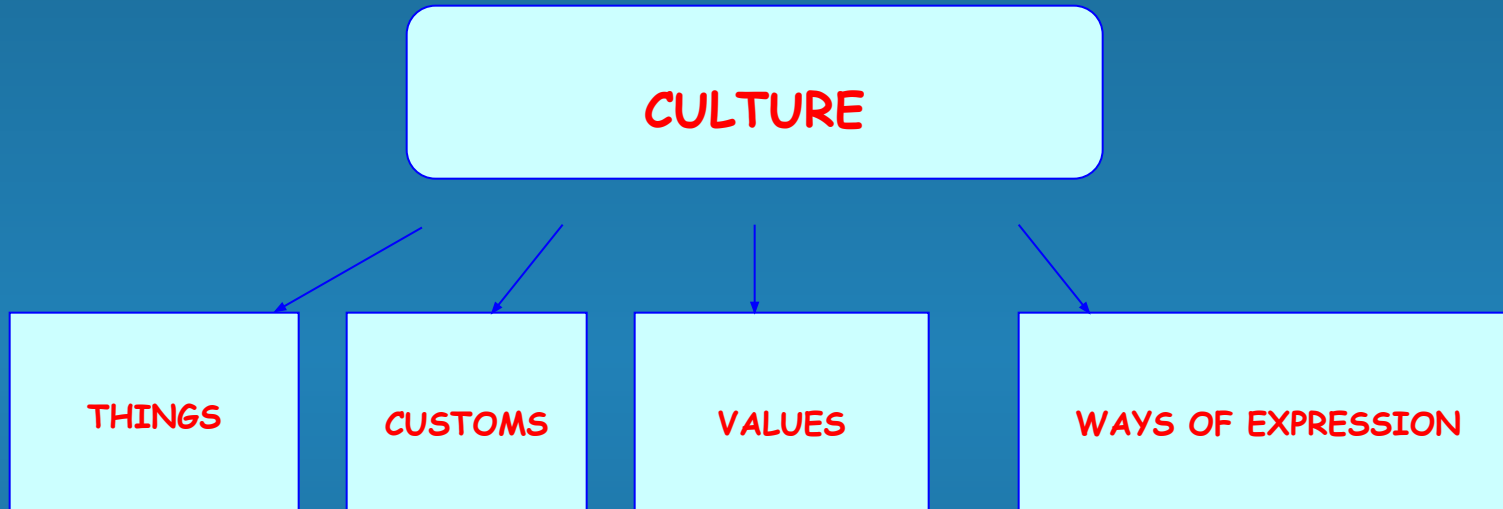 CULTURE
THINGS
CUSTOMS
VALUES
WAYS OF EXPRESSION